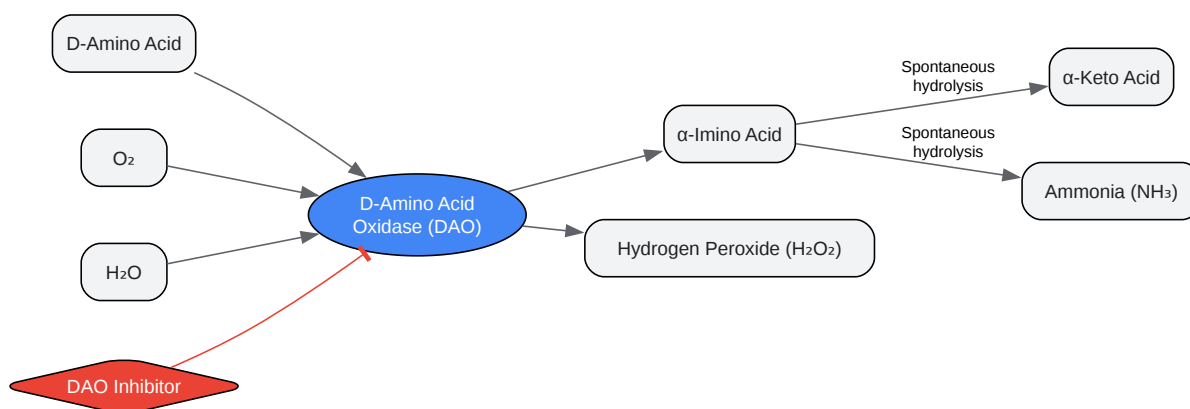 D-Amino Acid
O₂
H₂O
DAO Inhibitor
D-Amino Acid
Oxidase (DAO)
α-Imino Acid
Hydrogen Peroxide (H₂O₂)
Spontaneous
hydrolysis
Spontaneous
hydrolysis
α-Keto Acid
Ammonia (NH₃)